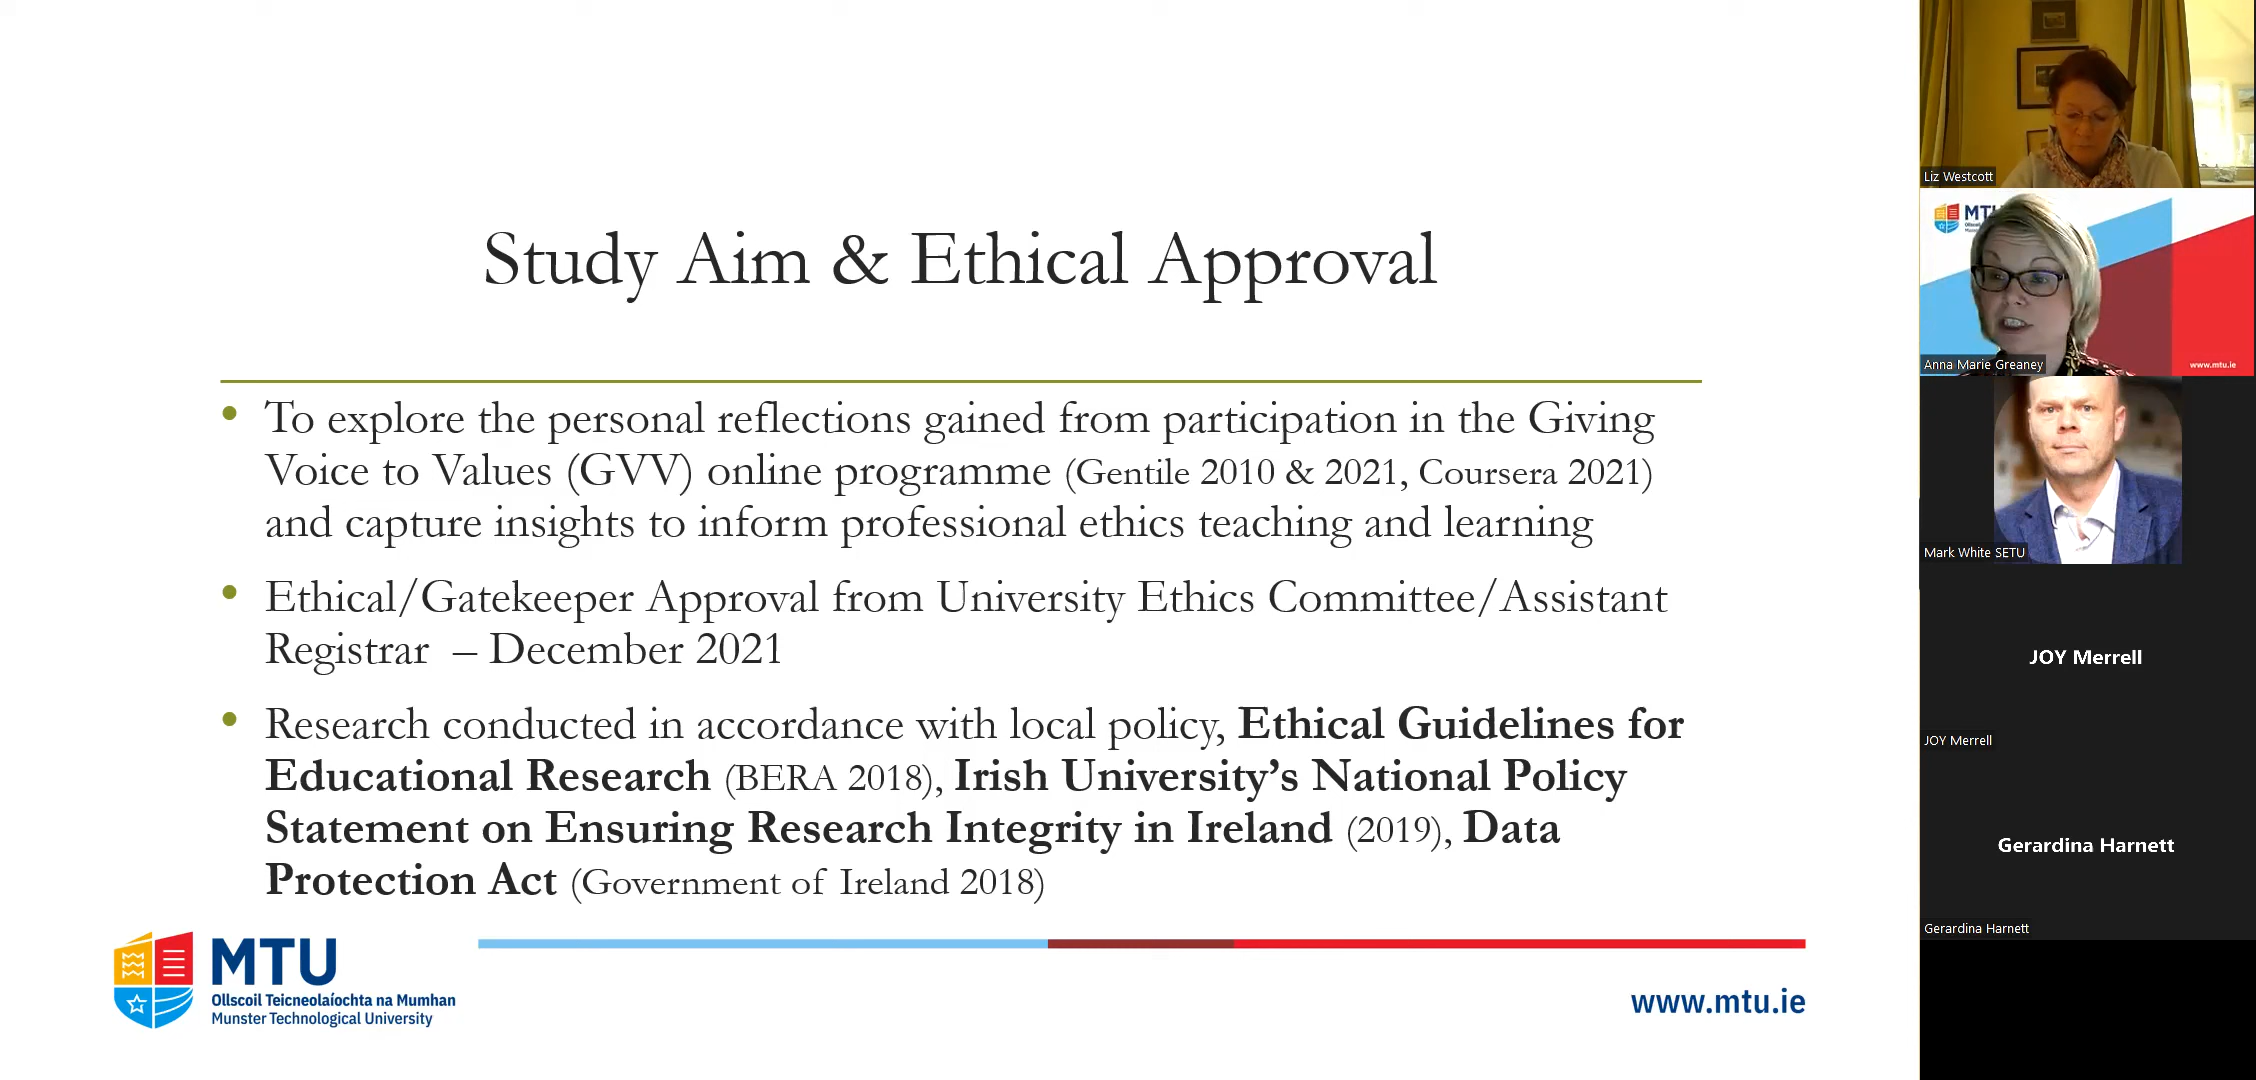 Study Aim & Ethical Approval
• To explore the personal reflections gained from participation in the Giving
Voice to Values (GVV) online programme (Gentile 2010 & 2021, Coursera 2021)
and capture insights to inform professional ethics teaching and learning
• Ethical/Gatekeeper Approval from University Ethics Committee/Assistant
Registrar – December 2021
• Research conducted in accordance with local policy, Ethical Guidelines for
Educational Research (BERA 2018), Irish University’s National Policy
Statement on Ensuring Research Integrity in Ireland (2019), Data
Protection Act (Government of Ireland 2018)
MTU
Ollscoil Teicneolaíochta na Mumhan
Munster Technological University
www.mtu.ie
Liz Westcott
MTU
www.mtu.ie
Anna Marie Greaney
Mark White SETU
JOY Merrell
JOY Merrell
Gerardina Harnett
Gerardina Harnett